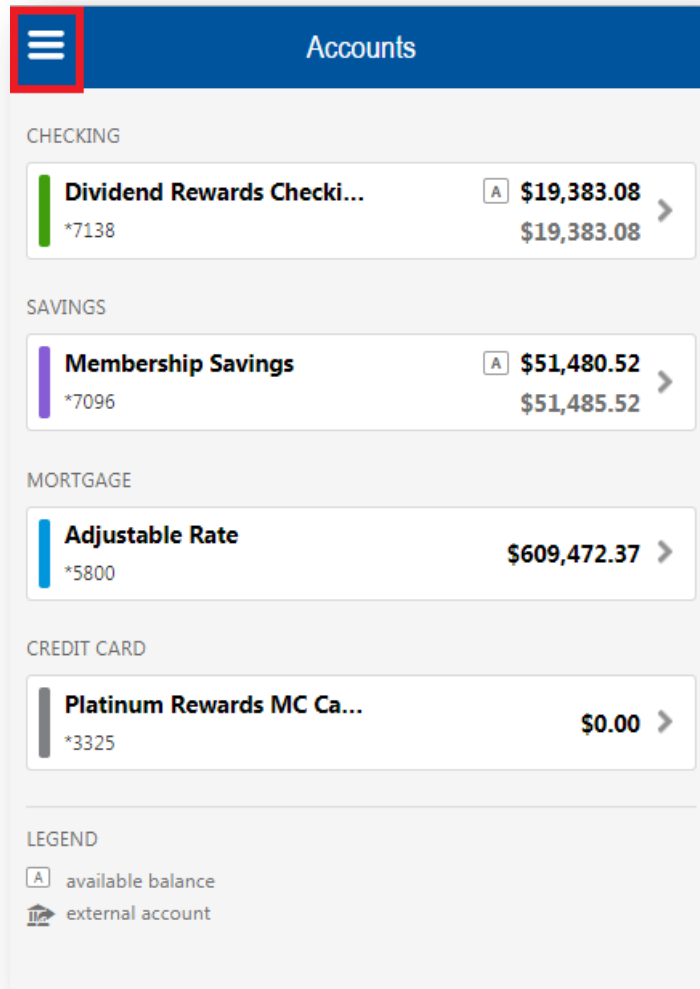 Accounts
CHECKING
Dividend Rewards Checki... A $19,383.08
*7138 $19,383.08
SAVINGS
Membership Savings A $51,480.52
*7096 $51,485.52
MORTGAGE
Adjustable Rate
$609,472.37
*5800
CREDIT CARD
Platinum Rewards MC Ca...
$0.00
*3325
LEGEND
A available balance
external account